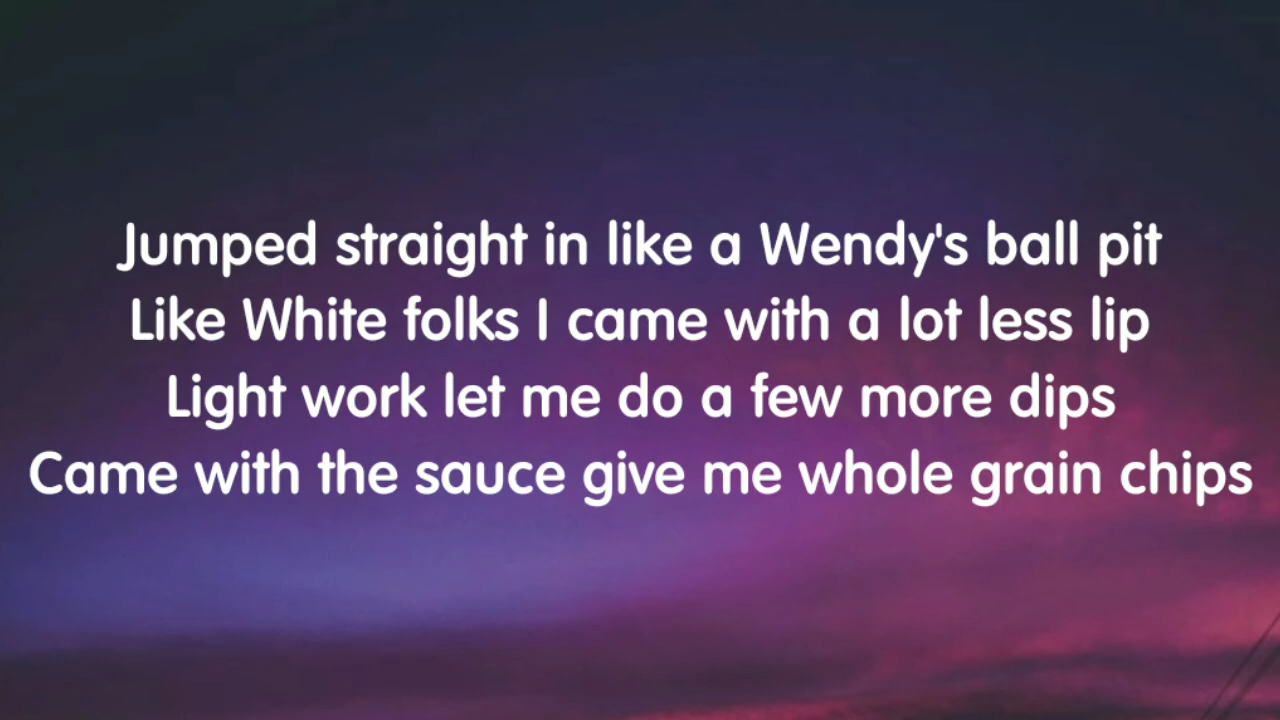 Jumped straight in like a Wendy's ball pit
Like White folks I came with a lot less lip
Light work let me do a few more dips
Came with the sauce give me whole grain chips